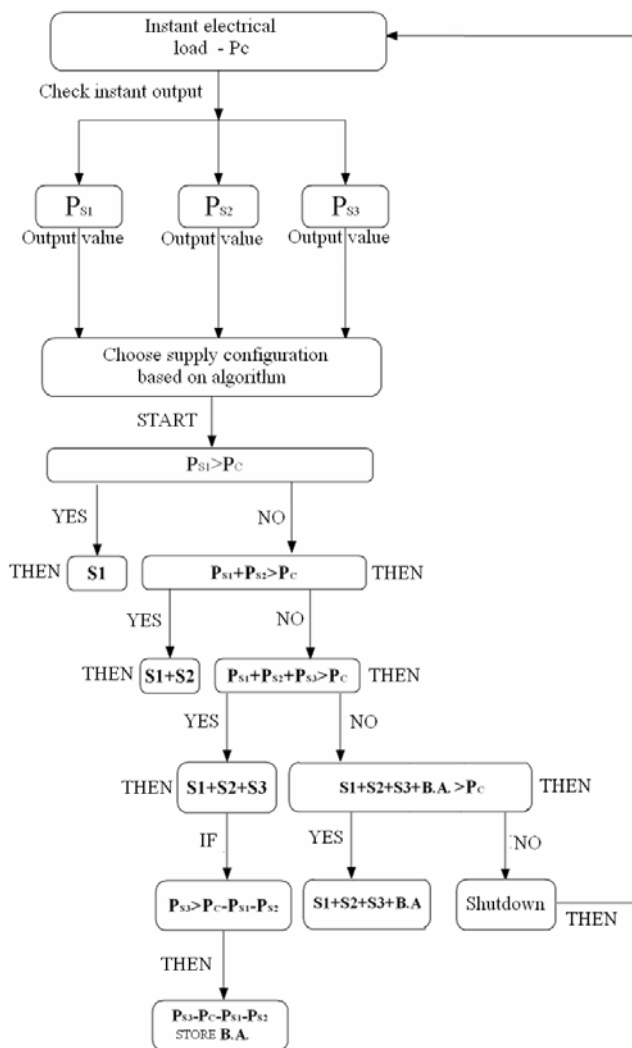 Instant electrical
load - Pc
Check instant output
PS1
PS2
PS3
Output value
Output value
Output value
Choose supply configuration
based on algorithm
START
PS1>PC
YES
NO
THEN
S1
PS1+PS2>PC
THEN
YES
NO
THEN
S1+S2
PS1+PS2+PS3>PC
THEN
YES
NO
THEN
S1+S2+S3
S1+S2+S3+B.A. >PC
THEN
IF
YES
NO
PS3>PC-PS1-PS2
S1+S2+S3+B.A
Shutdown
THEN
THEN
PS3-PC-PS1-PS2
STORE B.A.